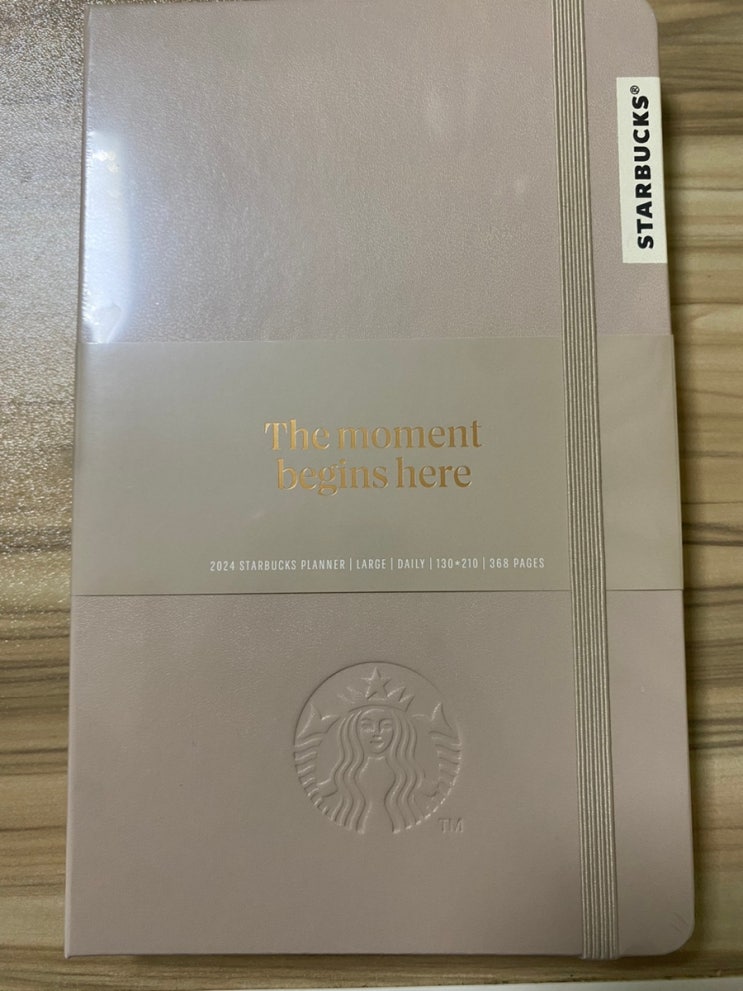 STARBUCKS®
The moment
begins here
2024 STARBUCKS PLANNER | LARGE | DAILY | 130*210 | 368 PAGES
TM